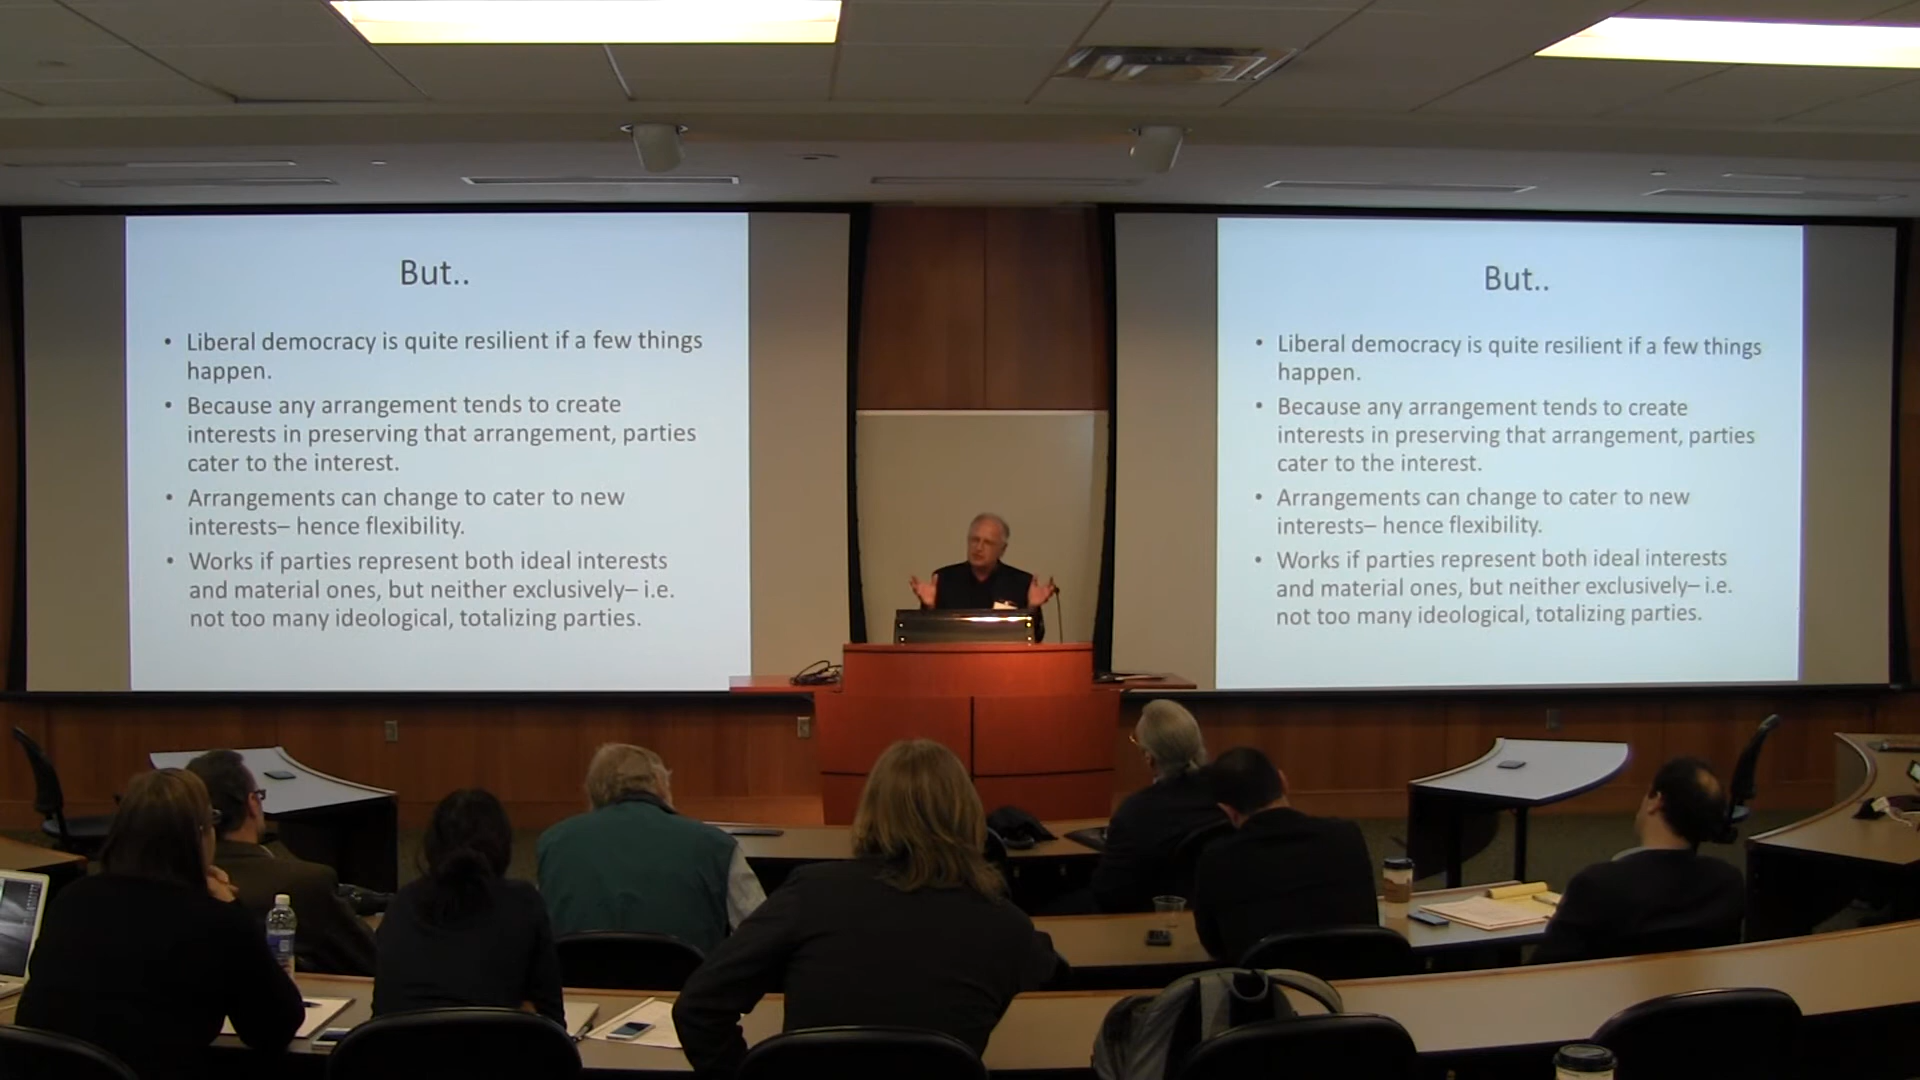 But..
• Liberal democracy is quite resilient if a few things
happen.
• Because any arrangement tends to create
interests in preserving that arrangement, parties
cater to the interest.
• Arrangements can change to cater to new
interests– hence flexibility.
• Works if parties represent both ideal interests
and material ones, but neither exclusively– i.e.
not too many ideological, totalizing parties.
But..
• Liberal democracy is quite resilient if a few things
happen.
• Because any arrangement tends to create
interests in preserving that arrangement, parties
cater to the interest.
• Arrangements can change to cater to new
interests– hence flexibility.
• Works if parties represent both ideal interests
and material ones, but neither exclusively– i.e.
not too many ideological, totalizing parties.